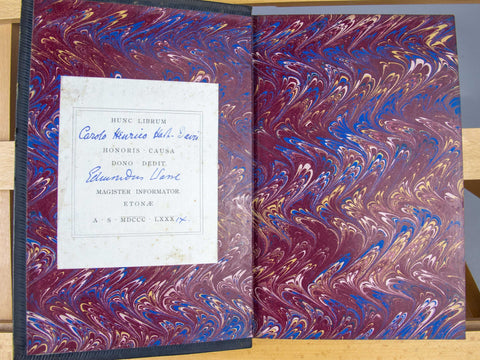 HUNC LIBRUM
Carolo Henrico
HONORIS · CAUSA
DONO DEDIT
Edmundus Warre
MAGISTER INFORMATOR
ETONÆ
A · S · MDCCC · LXXX